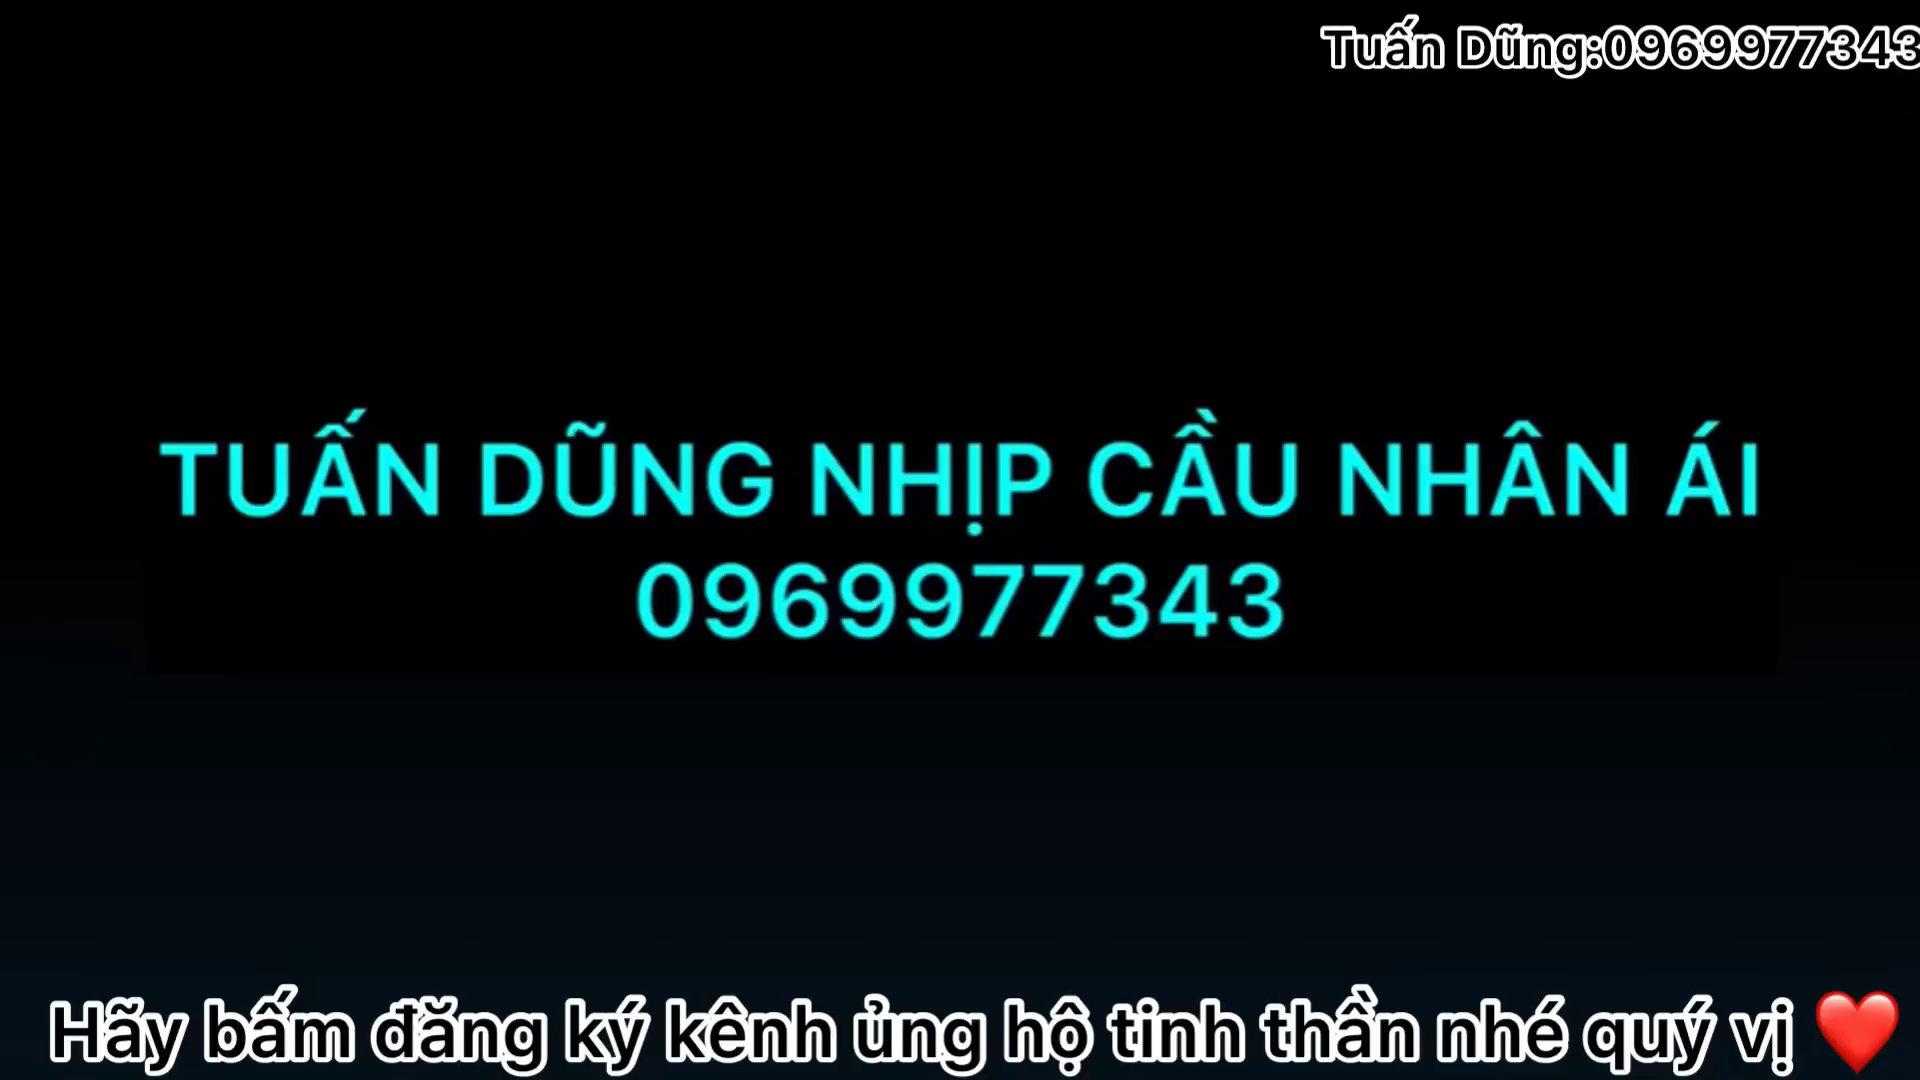 Tuấn Dũng:0969977343
TUẤN DŨNG NHỊP CẦU NHÂN ÁI
0969977343
Hãy bấm đăng ký kênh ủng hộ tinh thần nhé quý vị ❤️